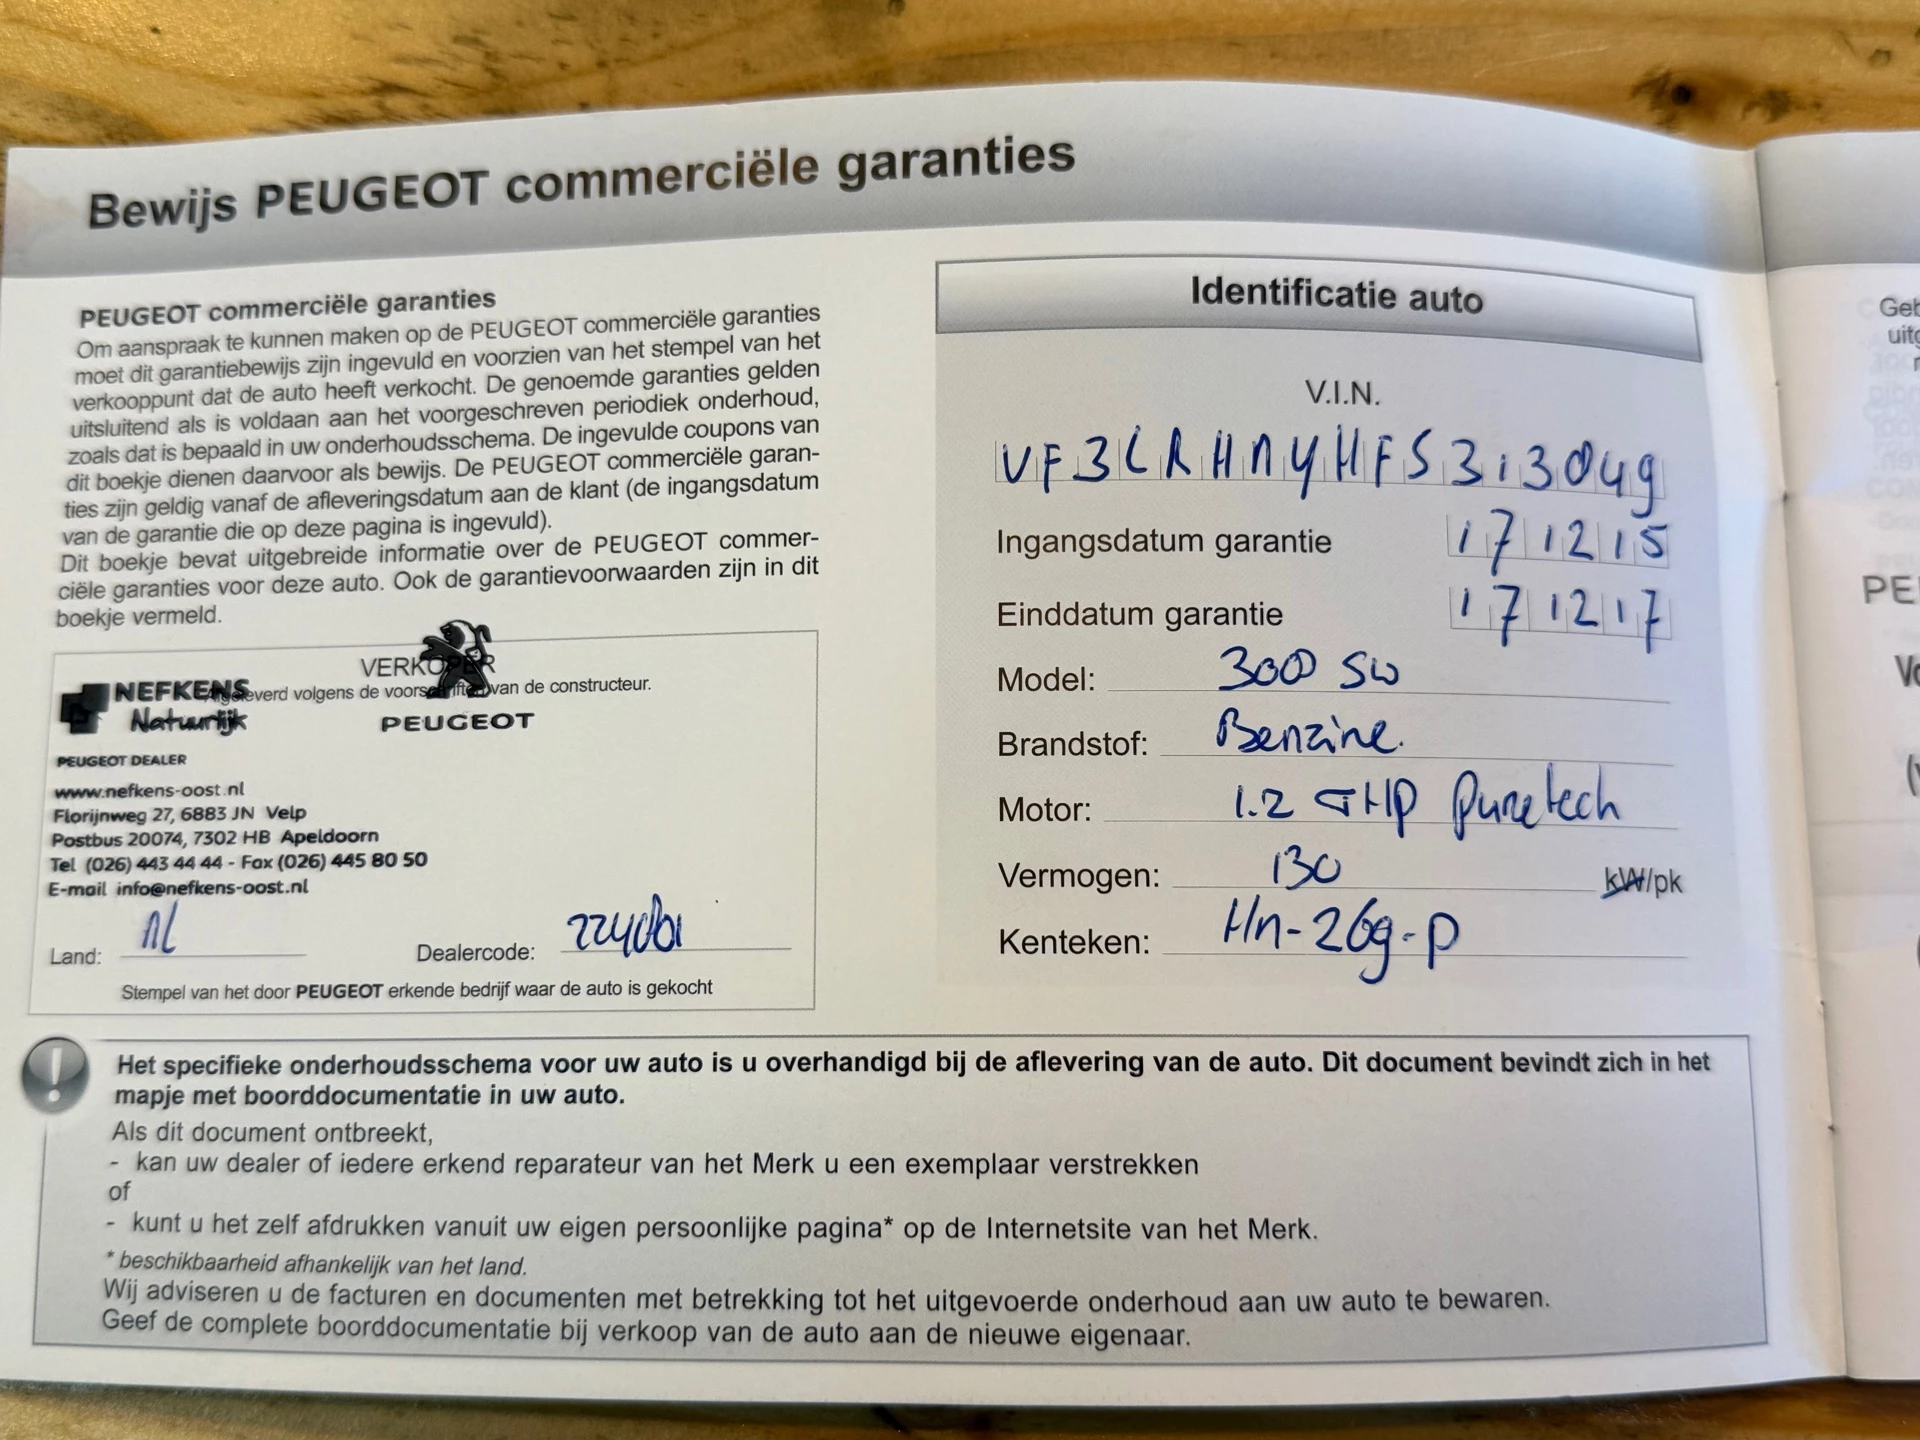 Bewijs PEUGEOT commerciële garanties
PEUGEOT commerciële garanties
Om aanspraak te kunnen maken op de PEUGEOT commerciële garanties
moet dit garantiebewijs zijn ingevuld en voorzien van het stempel van het
verkooppunt dat de auto heeft verkocht. De genoemde garanties gelden
uitsluitend als is voldaan aan het voorgeschreven periodiek onderhoud,
zoals dat is bepaald in uw onderhoudsschema. De ingevulde coupons van
dit boekje dienen daarvoor als bewijs. De PEUGEOT commerciële garan-
ties zijn geldig vanaf de afleveringsdatum aan de klant (de ingangsdatum
van de garantie die op deze pagina is ingevuld).
Dit boekje bevat uitgebreide informatie over de PEUGEOT commer-
ciële garanties voor deze auto. Ook de garantievoorwaarden zijn in dit
boekje vermeld.
VERKOPER
Afgeleverd volgens de voorschriften van de constructeur.
NEFKENS
Natuurlijk
PEUGEOT
PEUGEOT DEALER
www.nefkens-oost.nl
Florijnweg 27, 6883 JN Velp
Postbus 20074, 7302 HB Apeldoorn
Tel (026) 443 44 44 - Fax (026) 445 80 50
E-mail info@nefkens-oost.nl
Land: nl Dealercode:
Stempel van het door PEUGEOT erkende bedrijf waar de auto is gekocht
Identificatie auto
V.I.N.
VF3LRHNYHFS313049
Ingangsdatum garantie 171215
Einddatum garantie 171217
Model: 308 SW
Brandstof: Benzine.
Motor: 1.2 THP Puretech
Vermogen: 130 kW/pk
Kenteken: HN-269-P
! Het specifieke onderhoudsschema voor uw auto is u overhandigd bij de aflevering van de auto. Dit document bevindt zich in het
mapje met boorddocumentatie in uw auto.
Als dit document ontbreekt,
- kan uw dealer of iedere erkend reparateur van het Merk u een exemplaar verstrekken
of
- kunt u het zelf afdrukken vanuit uw eigen persoonlijke pagina* op de Internetsite van het Merk.
* beschikbaarheid afhankelijk van het land.
Wij adviseren u de facturen en documenten met betrekking tot het uitgevoerde onderhoud aan uw auto te bewaren.
Geef de complete boorddocumentatie bij verkoop van de auto aan de nieuwe eigenaar.